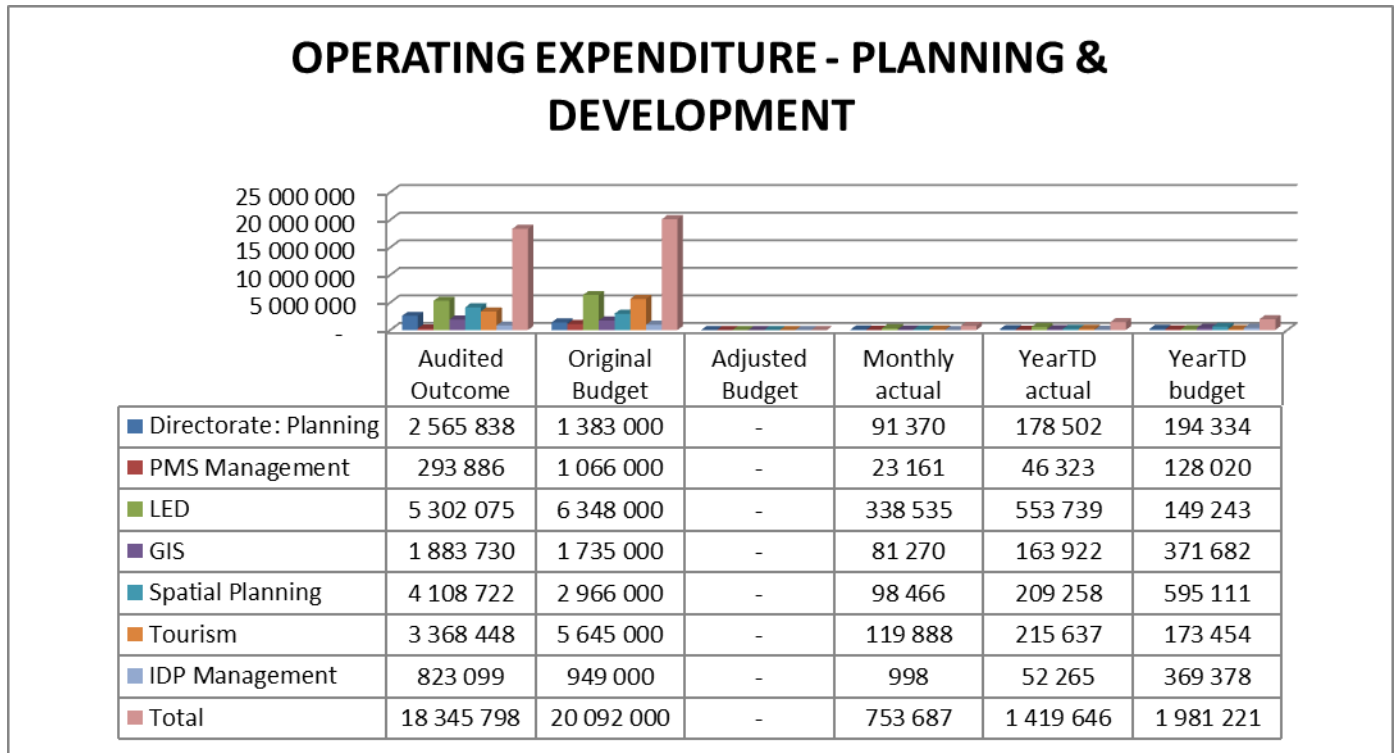 OPERATING EXPENDITURE - PLANNING &
DEVELOPMENT
25 000 000
20 000 000
15 000 000
10 000 000
5 000 000
-
Audited Outcome Original Budget Adjusted Budget Monthly actual YearTD actual YearTD budget
Directorate: Planning 2 565 838 1 383 000 - 91 370 178 502 194 334
PMS Management 293 886 1 066 000 - 23 161 46 323 128 020
LED 5 302 075 6 348 000 - 338 535 553 739 149 243
GIS 1 883 730 1 735 000 - 81 270 163 922 371 682
Spatial Planning 4 108 722 2 966 000 - 98 466 209 258 595 111
Tourism 3 368 448 5 645 000 - 119 888 215 637 173 454
IDP Management 823 099 949 000 - 998 52 265 369 378
Total 18 345 798 20 092 000 - 753 687 1 419 646 1 981 221